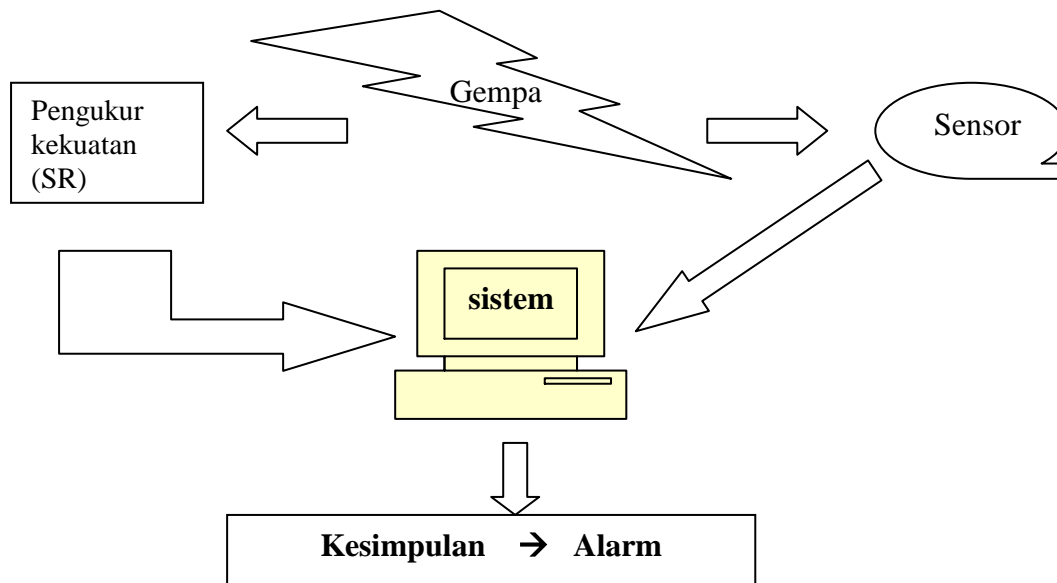 Gempa
Pengukur
kekuatan
(SR)
Sensor
sistem
Kesimpulan → Alarm